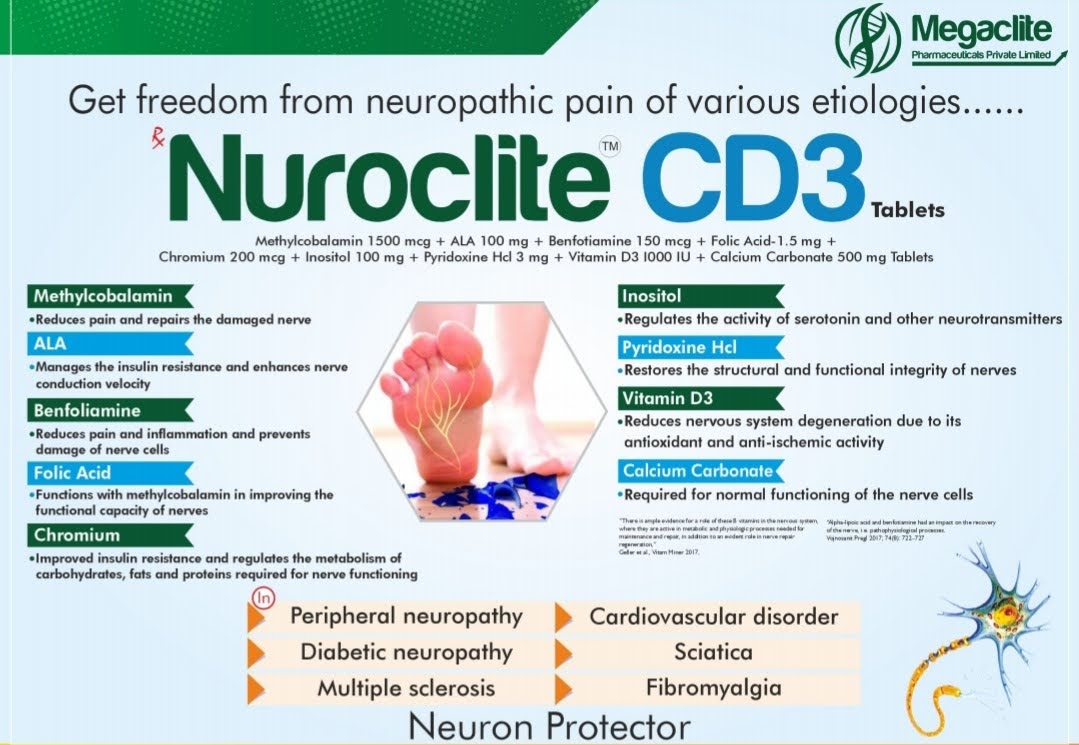 Megaclite
Pharmaceuticals Private Limited
Get freedom from neuropathic pain of various etiologies......
Rx Nuroclite TM CD3 Tablets
Methylcobalamin 1500 mcg + ALA 100 mg + Benfotiamine 150 mcg + Folic Acid-1.5 mg +
Chromium 200 mcg + Inositol 100 mg + Pyridoxine Hcl 3 mg + Vitamin D3 I000 IU + Calcium Carbonate 500 mg Tablets
Methylcobalamin
•Reduces pain and repairs the damaged nerve
ALA
•Manages the insulin resistance and enhances nerve
conduction velocity
Benfoliamine
•Reduces pain and inflammation and prevents
damage of nerve cells
Folic Acid
•Functions with methylcobalamin in improving the
functional capacity of nerves
Chromium
•Improved insulin resistance and regulates the metabolism of
carbohydrates, fats and proteins required for nerve functioning
Inositol
•Regulates the activity of serotonin and other neurotransmitters
Pyridoxine Hcl
•Restores the structural and functional integrity of nerves
Vitamin D3
•Reduces nervous system degeneration due to its
antioxidant and anti-ischemic activity
Calcium Carbonate
•Required for normal functioning of the nerve cells
"There is ample evidence for a role of these B vitamins in the nervous system,
where they are active in metabolic and physiologic processes needed for
maintenance and repair, in addition to an evident role in nerve repair
regeneration."
Geller et al., Vitam Miner 2017,
"Alpha-lipoic acid and benfotiamine had an impact on the recovery
of the nerve, i.e. pathophysiological processes.
Vojnosanit Pregl 2017; 74(8): 722–727
In
Peripheral neuropathy
Cardiovascular disorder
Diabetic neuropathy
Sciatica
Multiple sclerosis
Fibromyalgia
Neuron Protector